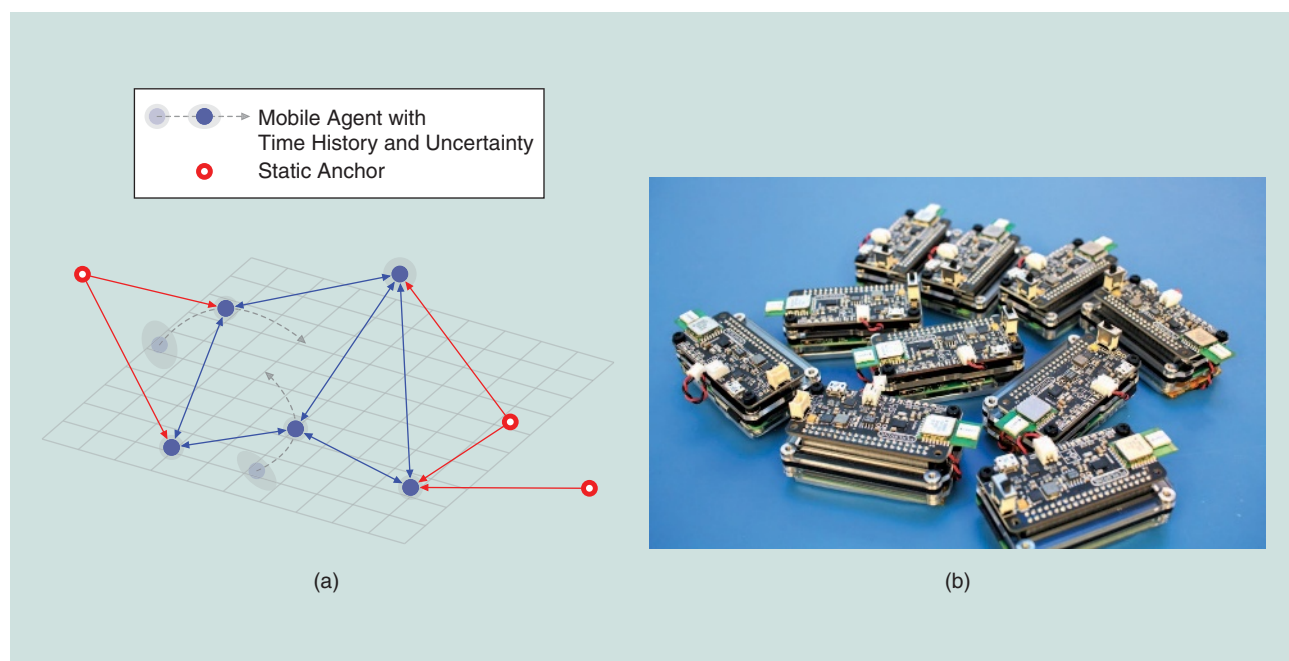 Mobile Agent with
Time History and Uncertainty
Static Anchor
(a)
(b)